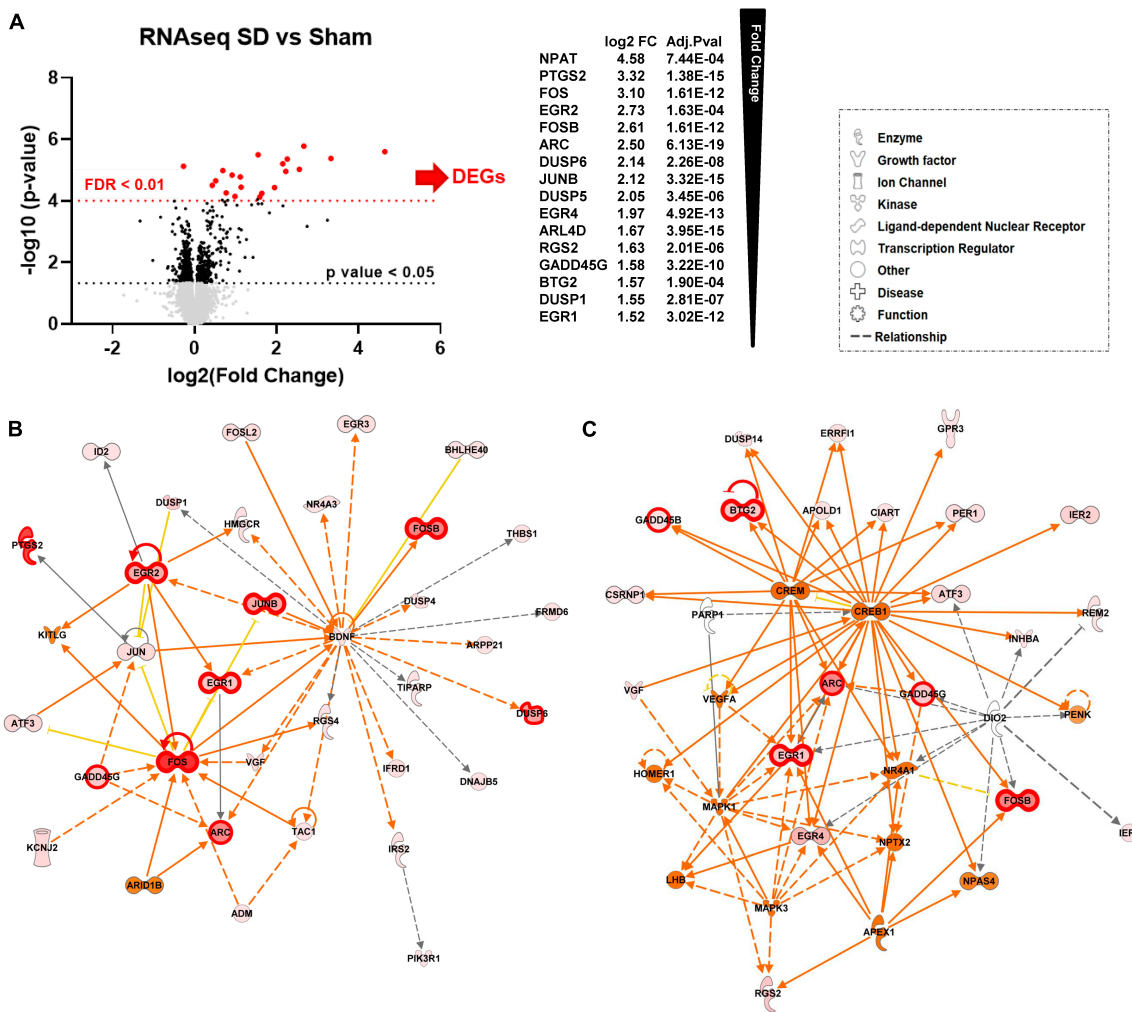 A
RNAseq SD vs Sham
-log10 (p-value)
8
6
4
2
0
FDR < 0.01
p value < 0.05
DEGs
-2
0
2
4
6
log2(Fold Change)
log2 FC Adj.Pval
NPAT 4.58 7.44E-04
PTGS2 3.32 1.38E-15
FOS 3.10 1.61E-12
EGR2 2.73 1.63E-04
FOSB 2.61 1.61E-12
ARC 2.50 6.13E-19
DUSP6 2.14 2.26E-08
JUNB 2.12 3.32E-15
DUSP5 2.05 3.45E-06
EGR4 1.97 4.92E-13
ARL4D 1.67 3.95E-15
RGS2 1.63 2.01E-06
GADD45G 1.58 3.22E-10
BTG2 1.57 1.90E-04
DUSP1 1.55 2.81E-07
EGR1 1.52 3.02E-12
Fold Change
Enzyme
Growth factor
Ion Channel
Kinase
Ligand-dependent Nuclear Receptor
Transcription Regulator
Other
Disease
Function
Relationship
B
EGR3
FOSL2
ID2
BHLHE40
DUSP1
NR4A3
HMGCR
FOSB
THBS1
PTGS2
EGR2
JUNB
DUSP4
FRMD6
KITLG
BDNF
ARPP21
JUN
EGR1
TIPARP
DUSP6
ATF3
RGS4
FOS
VGF
IFRD1
GADD45G
DNAJB5
ARC
TAC1
KCNJ2
IRS2
ARID1B
ADM
PIK3R1
C
GPR3
DUSP14
ERRFI1
BTG2
APOLD1
CIART
PER1
IER2
GADD45B
CSRNP1
CREM
ATF3
PARP1
CREB1
REM2
INHBA
ARC
VGF
VEGFA
GADD45G
DIO2
PENK
EGR1
HOMER1
NR4A1
FOSB
MAPK1
EGR4
NPTX2
IER
LHB
NPAS4
MAPK3
APEX1
RGS2